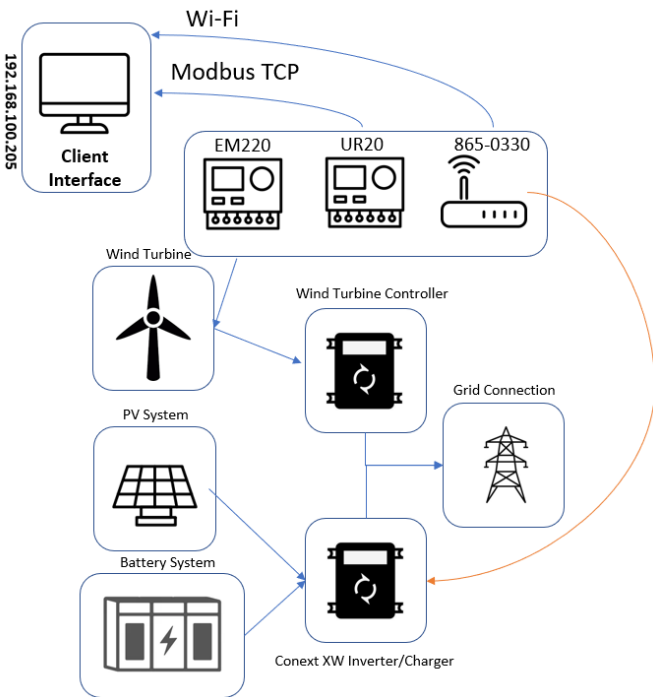 Wi-Fi
Modbus TCP
192.168.100.205
Client
Interface
EM220
UR20
865-0330
Wind Turbine
Wind Turbine Controller
Grid Connection
PV System
Battery System
Conext XW Inverter/Charger